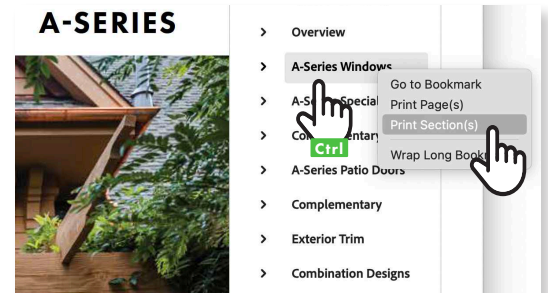 A-SERIES
Overview
A-Series Windows
Go to Bookmark
Print Page(s)
Print Section(s)
Wrap Long
Ctrl
A-Series Patio Doors
Complementary
Exterior Trim
Combination Designs